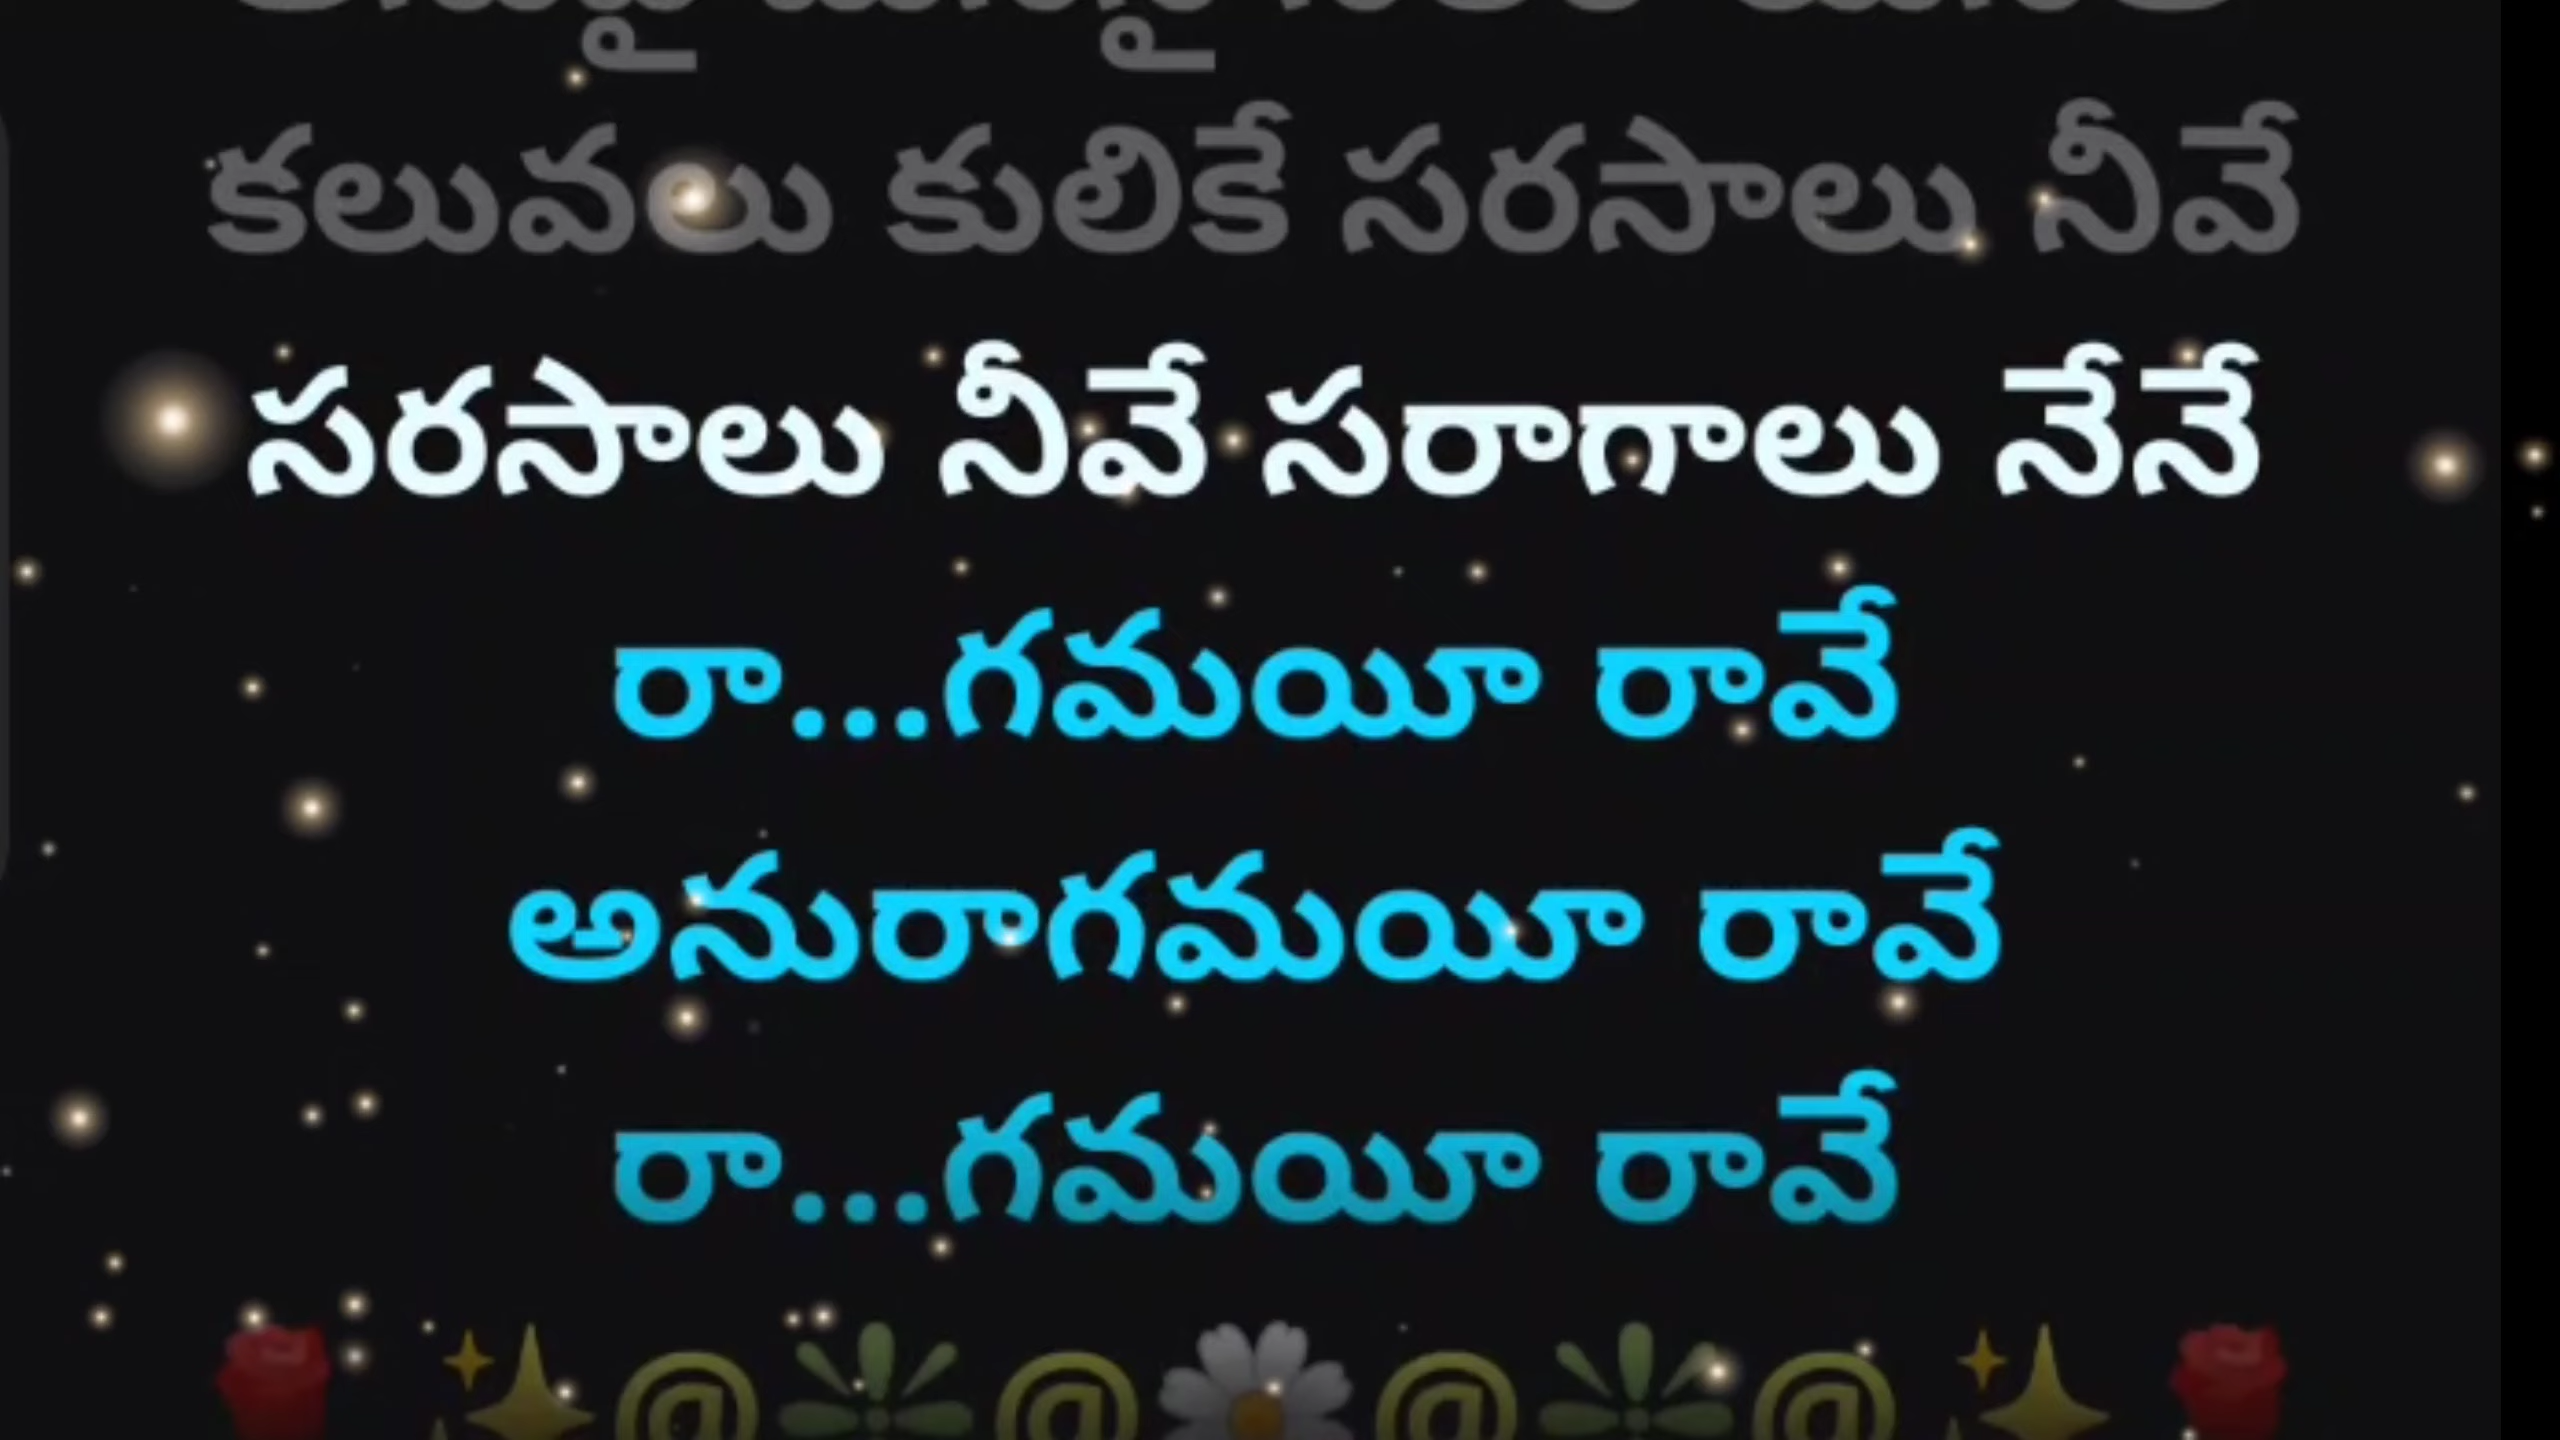 కలువలు కులికే సరసాలు నీవే
సరసాలు నీవే సరాగాలు నేనే
రా...గమయీ రావే
అనురాగమయీ రావే
రా...గమయీ రావే
@ @ @ @